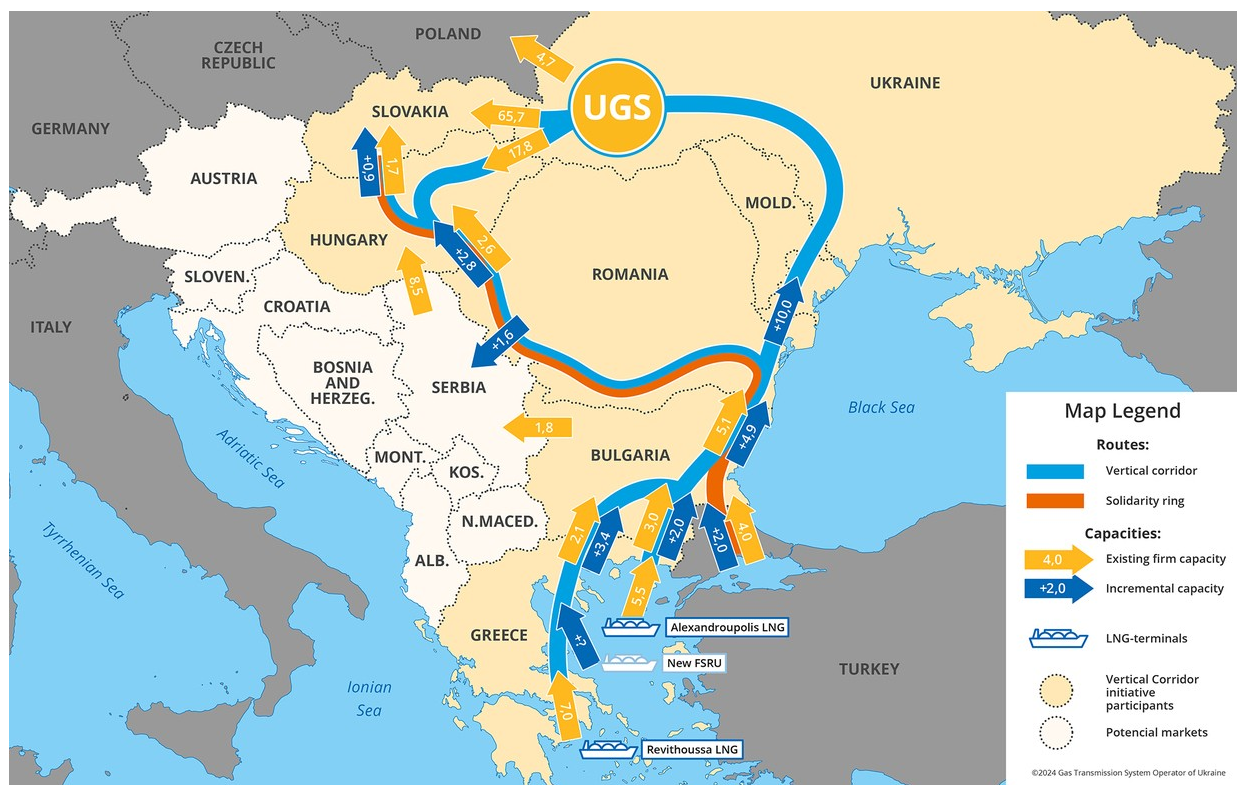 POLAND
CZECH
REPUBLIC
UKRAINE
4,7
UGS
SLOVAKIA
65,7
GERMANY
17,8
+0,9
1,7
AUSTRIA
MOLD.
HUNGARY
2,6
+2,8
ROMANIA
SLOVEN.
8,5
CROATIA
+10,0
ITALY
+1,6
BOSNIA
AND
HERZEG.
SERBIA
Black Sea
1,8
5,1
+4,9
Adriatic Sea
MONT.
BULGARIA
KOS.
N.MACED.
2,1
+3,4
3,0
+2,0
+2,0
4,0
Tyrrhenian Sea
ALB.
5,5
Alexandroupolis LNG
GREECE
+?
New FSRU
TURKEY
Ionian
Sea
7,0
Revithoussa LNG
Map Legend
Routes:
Vertical corridor
Solidarity ring
Capacities:
4,0
Existing firm capacity
+2,0
Incremental capacity
LNG-terminals
Vertical Corridor
initiative
participants
Potencial markets
©2024 Gas Transmission System Operator of Ukraine